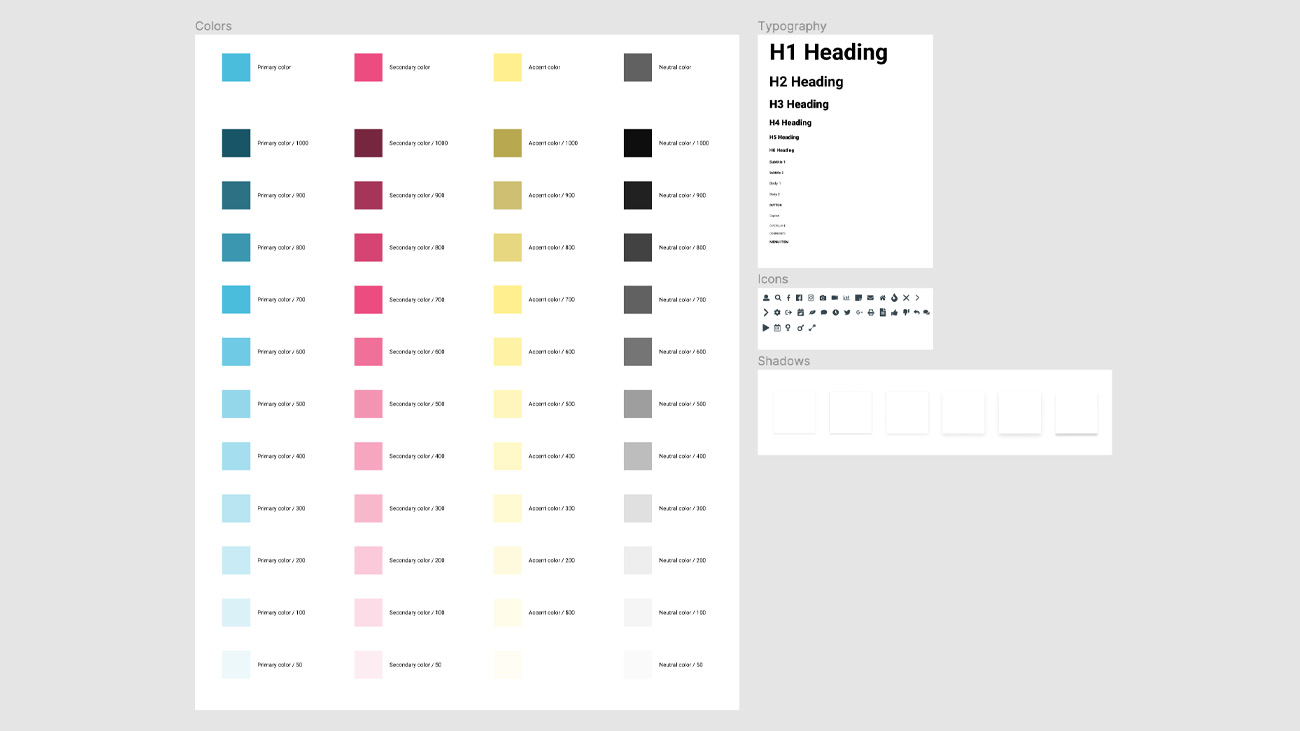 Colors
Primary color
Secondary color
Accent color
Neutral color
Primary color / 1000
Secondary color / 1000
Accent color / 1000
Neutral color / 1000
Primary color / 900
Secondary color / 900
Accent color / 900
Neutral color / 900
Primary color / 800
Secondary color / 800
Accent color / 800
Neutral color / 800
Primary color / 700
Secondary color / 700
Accent color / 700
Neutral color / 700
Primary color / 600
Secondary color / 600
Accent color / 600
Neutral color / 600
Primary color / 500
Secondary color / 500
Accent color / 500
Neutral color / 500
Primary color / 400
Secondary color / 400
Accent color / 400
Neutral color / 400
Primary color / 300
Secondary color / 300
Accent color / 300
Neutral color / 300
Primary color / 200
Secondary color / 200
Accent color / 200
Neutral color / 200
Primary color / 100
Secondary color / 100
Accent color / 500
Neutral color / 100
Primary color / 50
Secondary color / 50
Neutral color / 50
Typography
H1 Heading
H2 Heading
H3 Heading
H4 Heading
H5 Heading
H6 Heading
Subtitle 1
Subtitle 2
Body 1
Body 2
BUTTON
MENU ITEM
Icons
Shadows